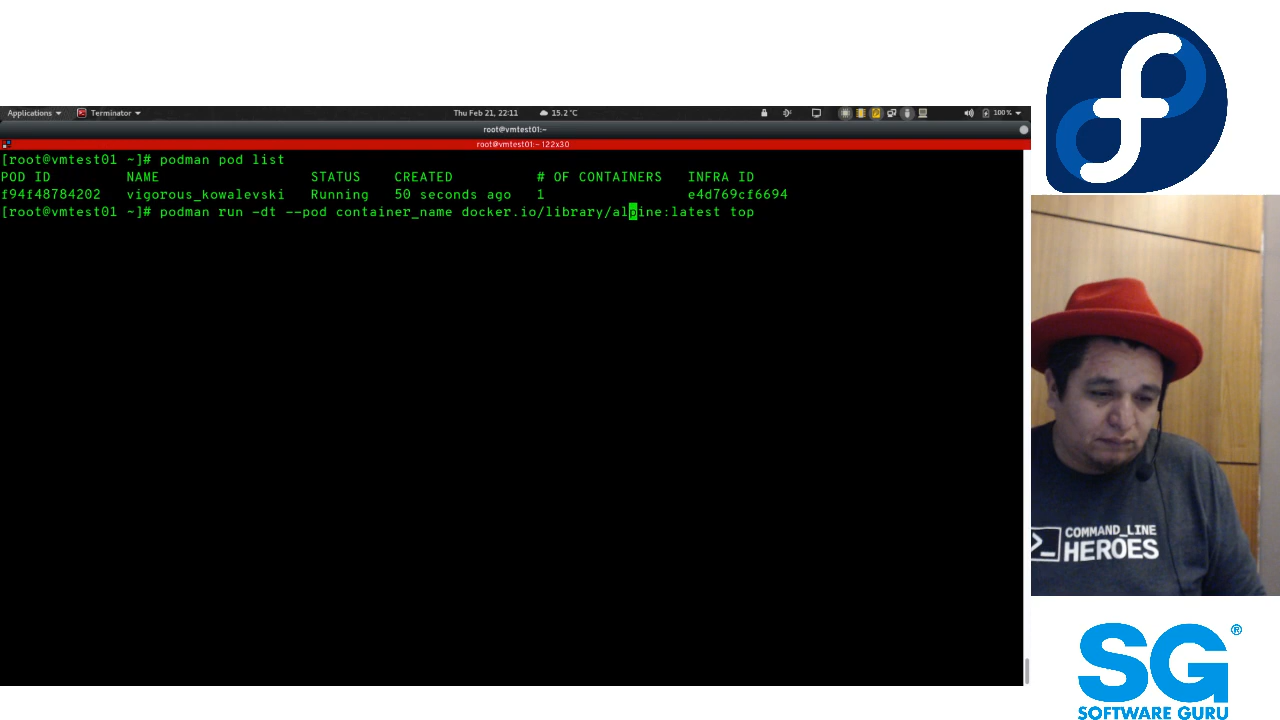 Applications Terminator Thu Feb 21, 22:11 15.2 °C 100 %
root@vmtest01:~
root@vmtest01:~ 122x30
[root@vmtest01 ~]# podman pod list
POD ID NAME STATUS CREATED # OF CONTAINERS INFRA ID
f94f48784202 vigorous_kowalevski Running 50 seconds ago 1 e4d769cf6694
[root@vmtest01 ~]# podman run -dt --pod container_name docker.io/library/alpine:latest top
COMMAND_LINE
HEROES
SG®
SOFTWARE GURU